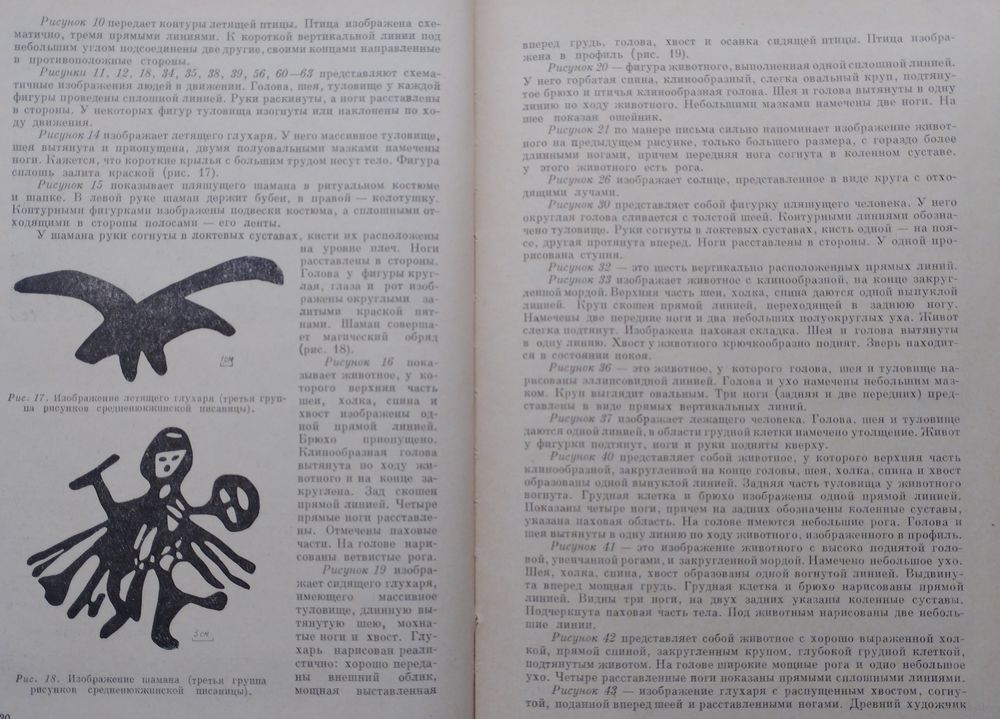 Рисунок 10 передает контуры летящей птицы. Птица изображена схе-
матично, тремя прямыми линиями. К короткой вертикальной линии под
небольшим углом подсоединены две другие, своими концами направленные
в противоположные стороны.
Рисунки 11, 12, 18, 34, 35, 38, 39, 56, 60—63 представляют схема-
тичные изображения людей в движении. Голова, шея, туловище у каждой
фигуры проведены сплошной линией. Руки раскинуты, а ноги расставлены
в стороны. У некоторых фигур туловища изогнуты или наклонены по хо-
ду движения.
Рисунок 14 изображает летящего глухаря. У него массивное туловище,
шея вытянута и приопущена, двумя полуовальными мазками намечены
ноги. Кажется, что короткие крылья с большим трудом несут тело. Фигура
сплошь залита краской (рис. 17).
Рисунок 15 показывает пляшущего шамана в ритуальном костюме
и шапке. В левой руке шаман держит бубен, в правой — колотушку.
Контурными фигурками изображены подвески костюма, а сплошными от-
ходящими в стороны полосами — его ленты.
У шамана руки согнуты в локтевых суставах, кисти их расположены
на уровне плеч. Ноги
расставлены в стороны.
Голова у фигуры круг-
лая, глаза и рот изоб-
ражены округлыми за-
литыми краской пят-
нами. Шаман соверша-
ет магический обряд
(рис. 18).
Рисунок 16 пока-
зывает животное, у ко-
торого верхняя часть
шеи, холка, спина и
хвост изображены од-
ной прямой линией.
Брюхо приопущено.
Клинообразная голова
вытянута по ходу жи-
вотного и на конце за-
круглена. Зад скошен
прямой линией. Четыре
прямые ноги расставле-
ны. Отмечены паховые
части. На голове нари-
сованы ветвистые рога.
Рисунок 19 изобра-
жает сидящего глухаря,
имеющего массивное
туловище, длинную вы-
тянутую шею, мохна-
тые ноги и хвост. Глу-
харь нарисован реали-
стично: хорошо переда-
ны внешний облик,
мощная выставленная
1см
Рис. 17. Изображение летящего глухаря (третья груп-
па рисунков среднеенюкжинской писаницы).
5см
Рис. 18. Изображение шамана (третья группа
рисунков среднеенюкжинской писаницы).
вперед грудь, голова, хвост и осанка сидящей птицы. Птица изобра-
жена в профиль (рис. 19).
Рисунок 20 — фигура животного, выполненная одной сплошной линией.
У него горбатая спина, клинообразный, слегка овальный круп, подтяну-
тое брюхо и птичья клинообразная голова. Шея и голова вытянуты в одну
линию по ходу животного. Небольшими мазками намечены две ноги. На
шее показан ошейник.
Рисунок 21 по манере письма сильно напоминает изображение живот-
ного на предыдущем рисунке, только большего размера, с гораздо более
длинными ногами, причем передняя нога согнута в коленном суставе.
у этого животного есть рога.
Рисунок 26 изображает солнце, представленное в виде круга с отхо-
дящими лучами.
Рисунок 30 представляет собой фигурку пляшущего человека. У него
округлая голова сливается с толстой шеей. Контурными линиями обозна-
чено туловище. Руки согнуты в локтевых суставах, кисть одной — на поя-
се, другая протянута вперед. Ноги расставлены в стороны. У одной про-
рисована ступня.
Рисунок 32 — это шесть вертикально расположенных прямых линий.
Рисунок 33 изображает животное с клинообразной, на конце закруг-
ленной мордой. Верхняя часть шеи, холка, спина даются одной выпуклой
линией. Круп скошен прямой линией, переходящей в заднюю ногу.
Намечены две передние ноги и два небольших полуокруглых уха. Живот
слегка подтянут. Изображена паховая складка. Шея и голова вытянуты
в одну линию. Хвост у животного крючкообразно поднят. Зверь находит-
ся в состоянии покоя.
Рисунок 36 — это животное, у которого голова, шея и туловище на-
рисованы эллипсовидной линией. Голова и ухо намечены небольшим маз-
ком. Круп выглядит овальным. Три ноги (задняя и две передних) пред-
ставлены в виде прямых вертикальных линий.
Рисунок 37 изображает лежащего человека. Голова, шея и туловище
даются одной линией, в области грудной клетки намечено утолщение. Живот
у фигурки подтянут, ноги и руки подняты кверху.
Рисунок 40 представляет собой животное, у которого верхняя часть
клинообразной, закругленной на конце головы, шея, холка, спина и хвост
образованы одной выпуклой линией. Задняя часть туловища у животного
вогнута. Грудная клетка и брюхо изображены одной прямой линией.
Показаны четыре ноги, причем на задних обозначены коленные суставы,
указана паховая область. На голове имеются небольшие рога. Голова и
шея вытянуты в одну линию по ходу животного, изображенного в профиль.
Рисунок 41 — это изображение животного с высоко поднятой голо-
вой, увенчанной рогами, и закругленной мордой. Намечено небольшое ухо.
Шея, холка, спина, хвост образованы одной вогнутой линией. Выдвину-
та вперед мощная грудь. Грудная клетка и брюхо нарисованы прямой
линией. Видны три ноги, на двух задних указаны коленные суставы.
Подчеркнута паховая часть тела. Под животным нарисованы две неболь-
шие линии.
Рисунок 42 представляет собой животное с хорошо выраженной хол-
кой, прямой спиной, закругленным крупом, глубокой грудной клеткой,
подтянутым животом. На голове широкие мощные рога и одно небольшое
ухо. Четыре расставленные ноги показаны прямыми сплошными линиями.
Рисунок 43 — изображение глухаря с распущенным хвостом, согну-
той, поданной вперед шеей и расставленными ногами. Древний художник